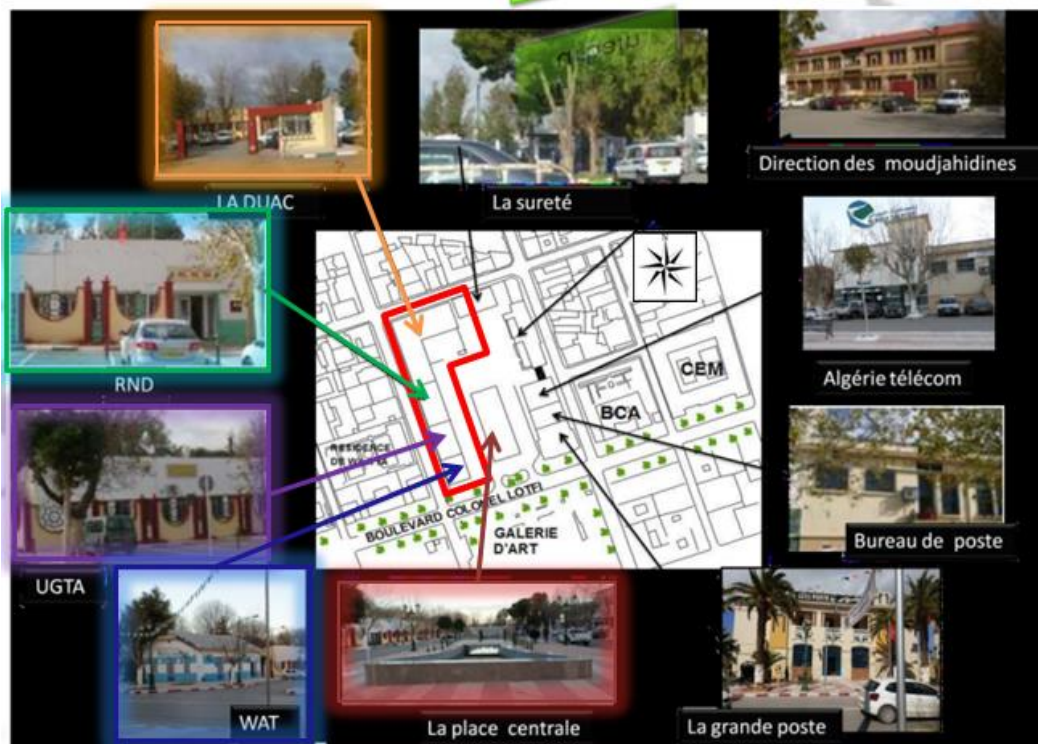 LA DUAC
La sureté
Direction des moudjahidines
RND
Algérie télécom
CEM
BCA
RESIDENCE
BOULEVARD COLONEL LOTFI
GALERIE
D'ART
Bureau de poste
UGTA
WAT
La place centrale
La grande poste